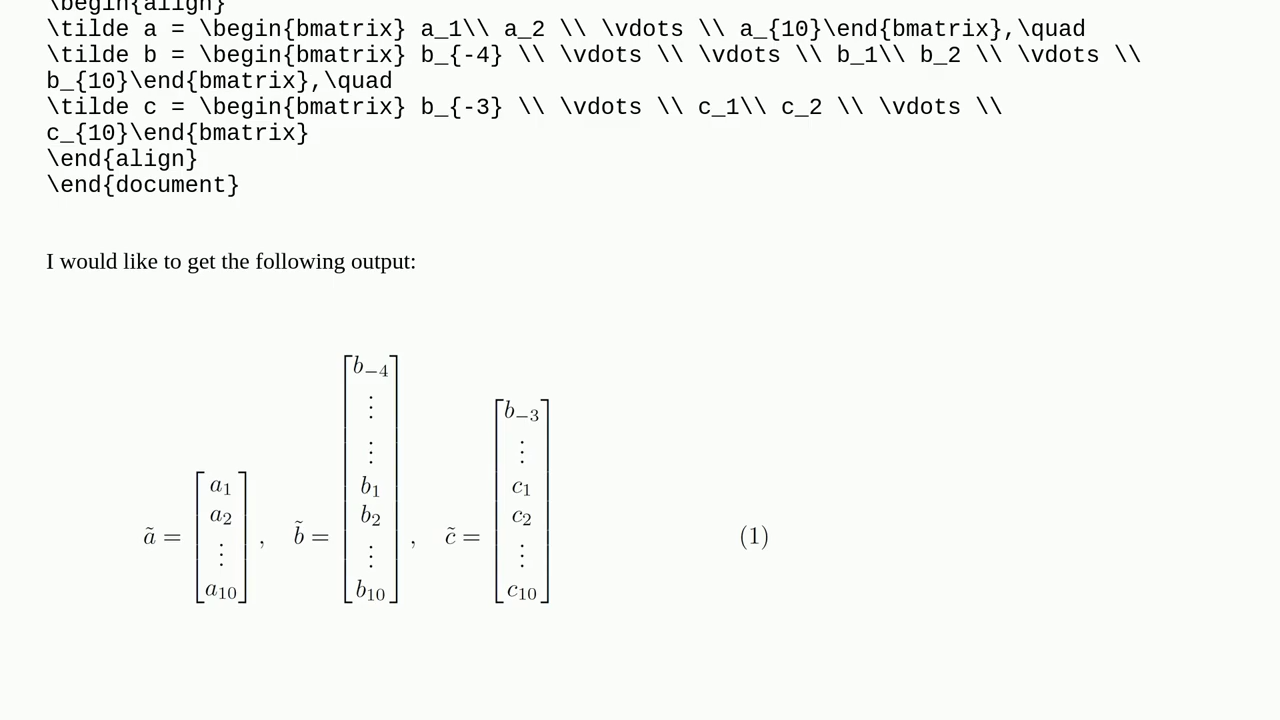 \begin{align}
\tilde a = \begin{bmatrix} a_1\\ a_2 \\ \vdots \\ a_{10}\end{bmatrix},\quad
\tilde b = \begin{bmatrix} b_{-4} \\ \vdots \\ \vdots \\ b_1\\ b_2 \\ \vdots \\
b_{10}\end{bmatrix},\quad
\tilde c = \begin{bmatrix} b_{-3} \\ \vdots \\ c_1\\ c_2 \\ \vdots \\
c_{10}\end{bmatrix}
\end{align}
\end{document}
I would like to get the following output:
ã = [a₁ a₂ ⋮ a₁₀], b̃ = [b₋₄ ⋮ ⋮ b₁ b₂ ⋮ b₁₀], c̃ = [b₋₃ ⋮ c₁ c₂ ⋮ c₁₀] (1)